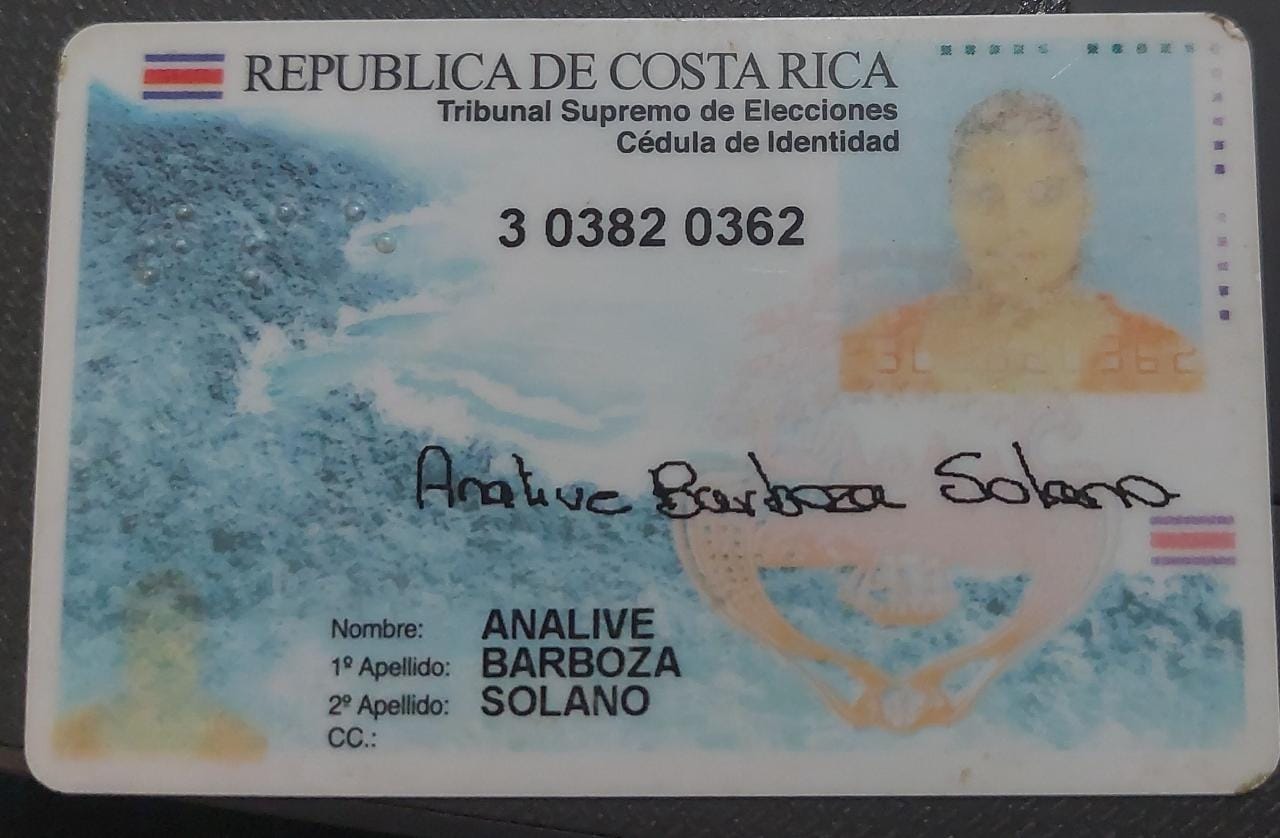 REPUBLICA DE COSTA RICA
Tribunal Supremo de Elecciones
Cédula de Identidad
3 0382 0362
Analive Barboza Solano
Nombre: ANALIVE
1º Apellido: BARBOZA
2º Apellido: SOLANO
CC.: